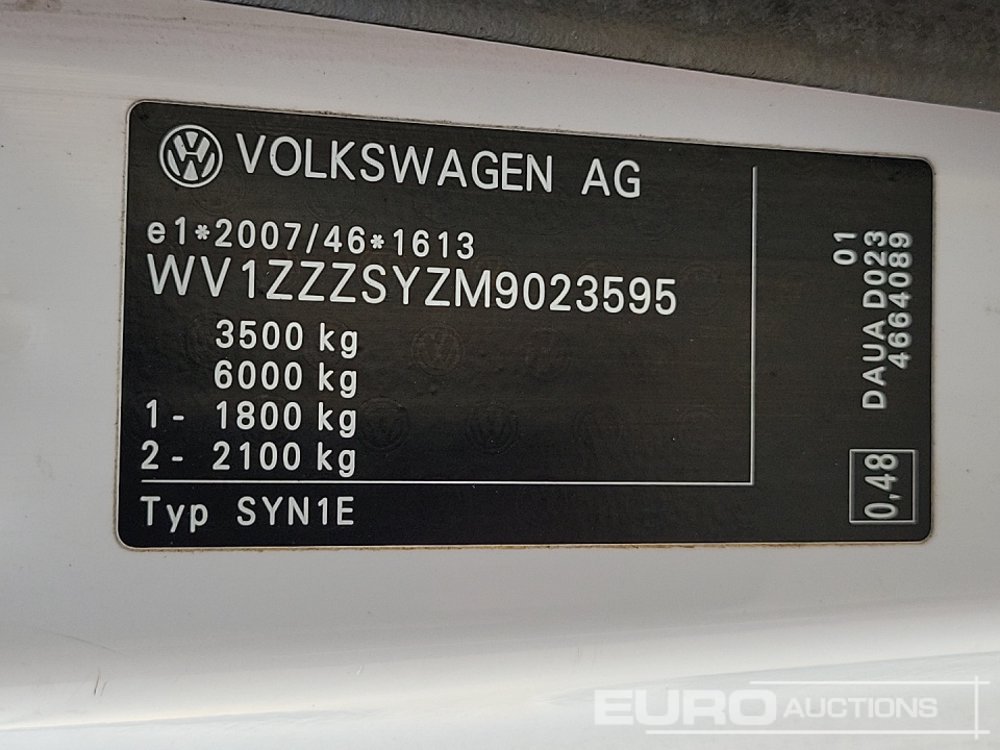 VOLKSWAGEN AG
e1*2007/46*1613
WV1ZZZSYZM9023595
3500 kg
6000 kg
1- 1800 kg
2- 2100 kg
Typ SYN1E
01
DAUA D023
4664089
0,48
EURO AUCTIONS